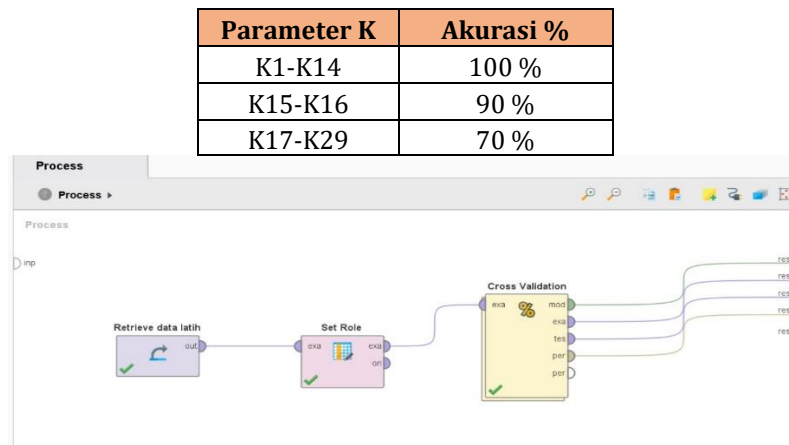 Parameter K Akurasi %
K1-K14 100 %
K15-K16 90 %
K17-K29 70 %
Process
Process
Process
inp
res
res
res
res
res
Cross Validation
exa mod
exa
tes
per
per
Retrieve data latih
out
Set Role
exa exa
ori